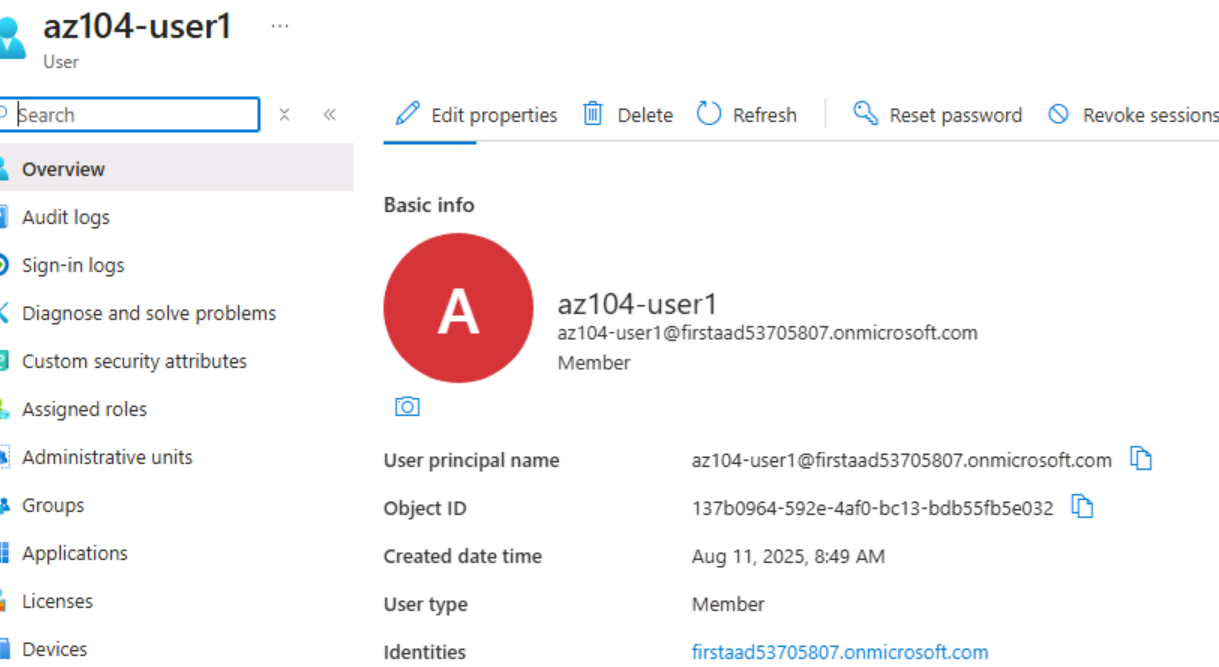 az104-user1 ...
User
Search
Edit properties Delete Refresh Reset password Revoke sessions
Overview
Audit logs
Sign-in logs
Diagnose and solve problems
Custom security attributes
Assigned roles
Administrative units
Groups
Applications
Licenses
Devices
Basic info
A
az104-user1
az104-user1@firstaad53705807.onmicrosoft.com
Member
User principal name az104-user1@firstaad53705807.onmicrosoft.com
Object ID 137b0964-592e-4af0-bc13-bdb55fb5e032
Created date time Aug 11, 2025, 8:49 AM
User type Member
Identities firstaad53705807.onmicrosoft.com